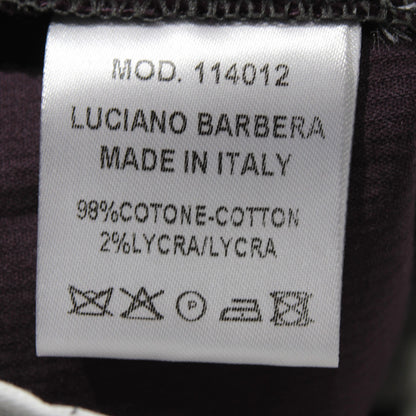 MOD. 114012
LUCIANO BARBERA
MADE IN ITALY
98%COTONE-COTTON
2%LYCRA/LYCRA
P